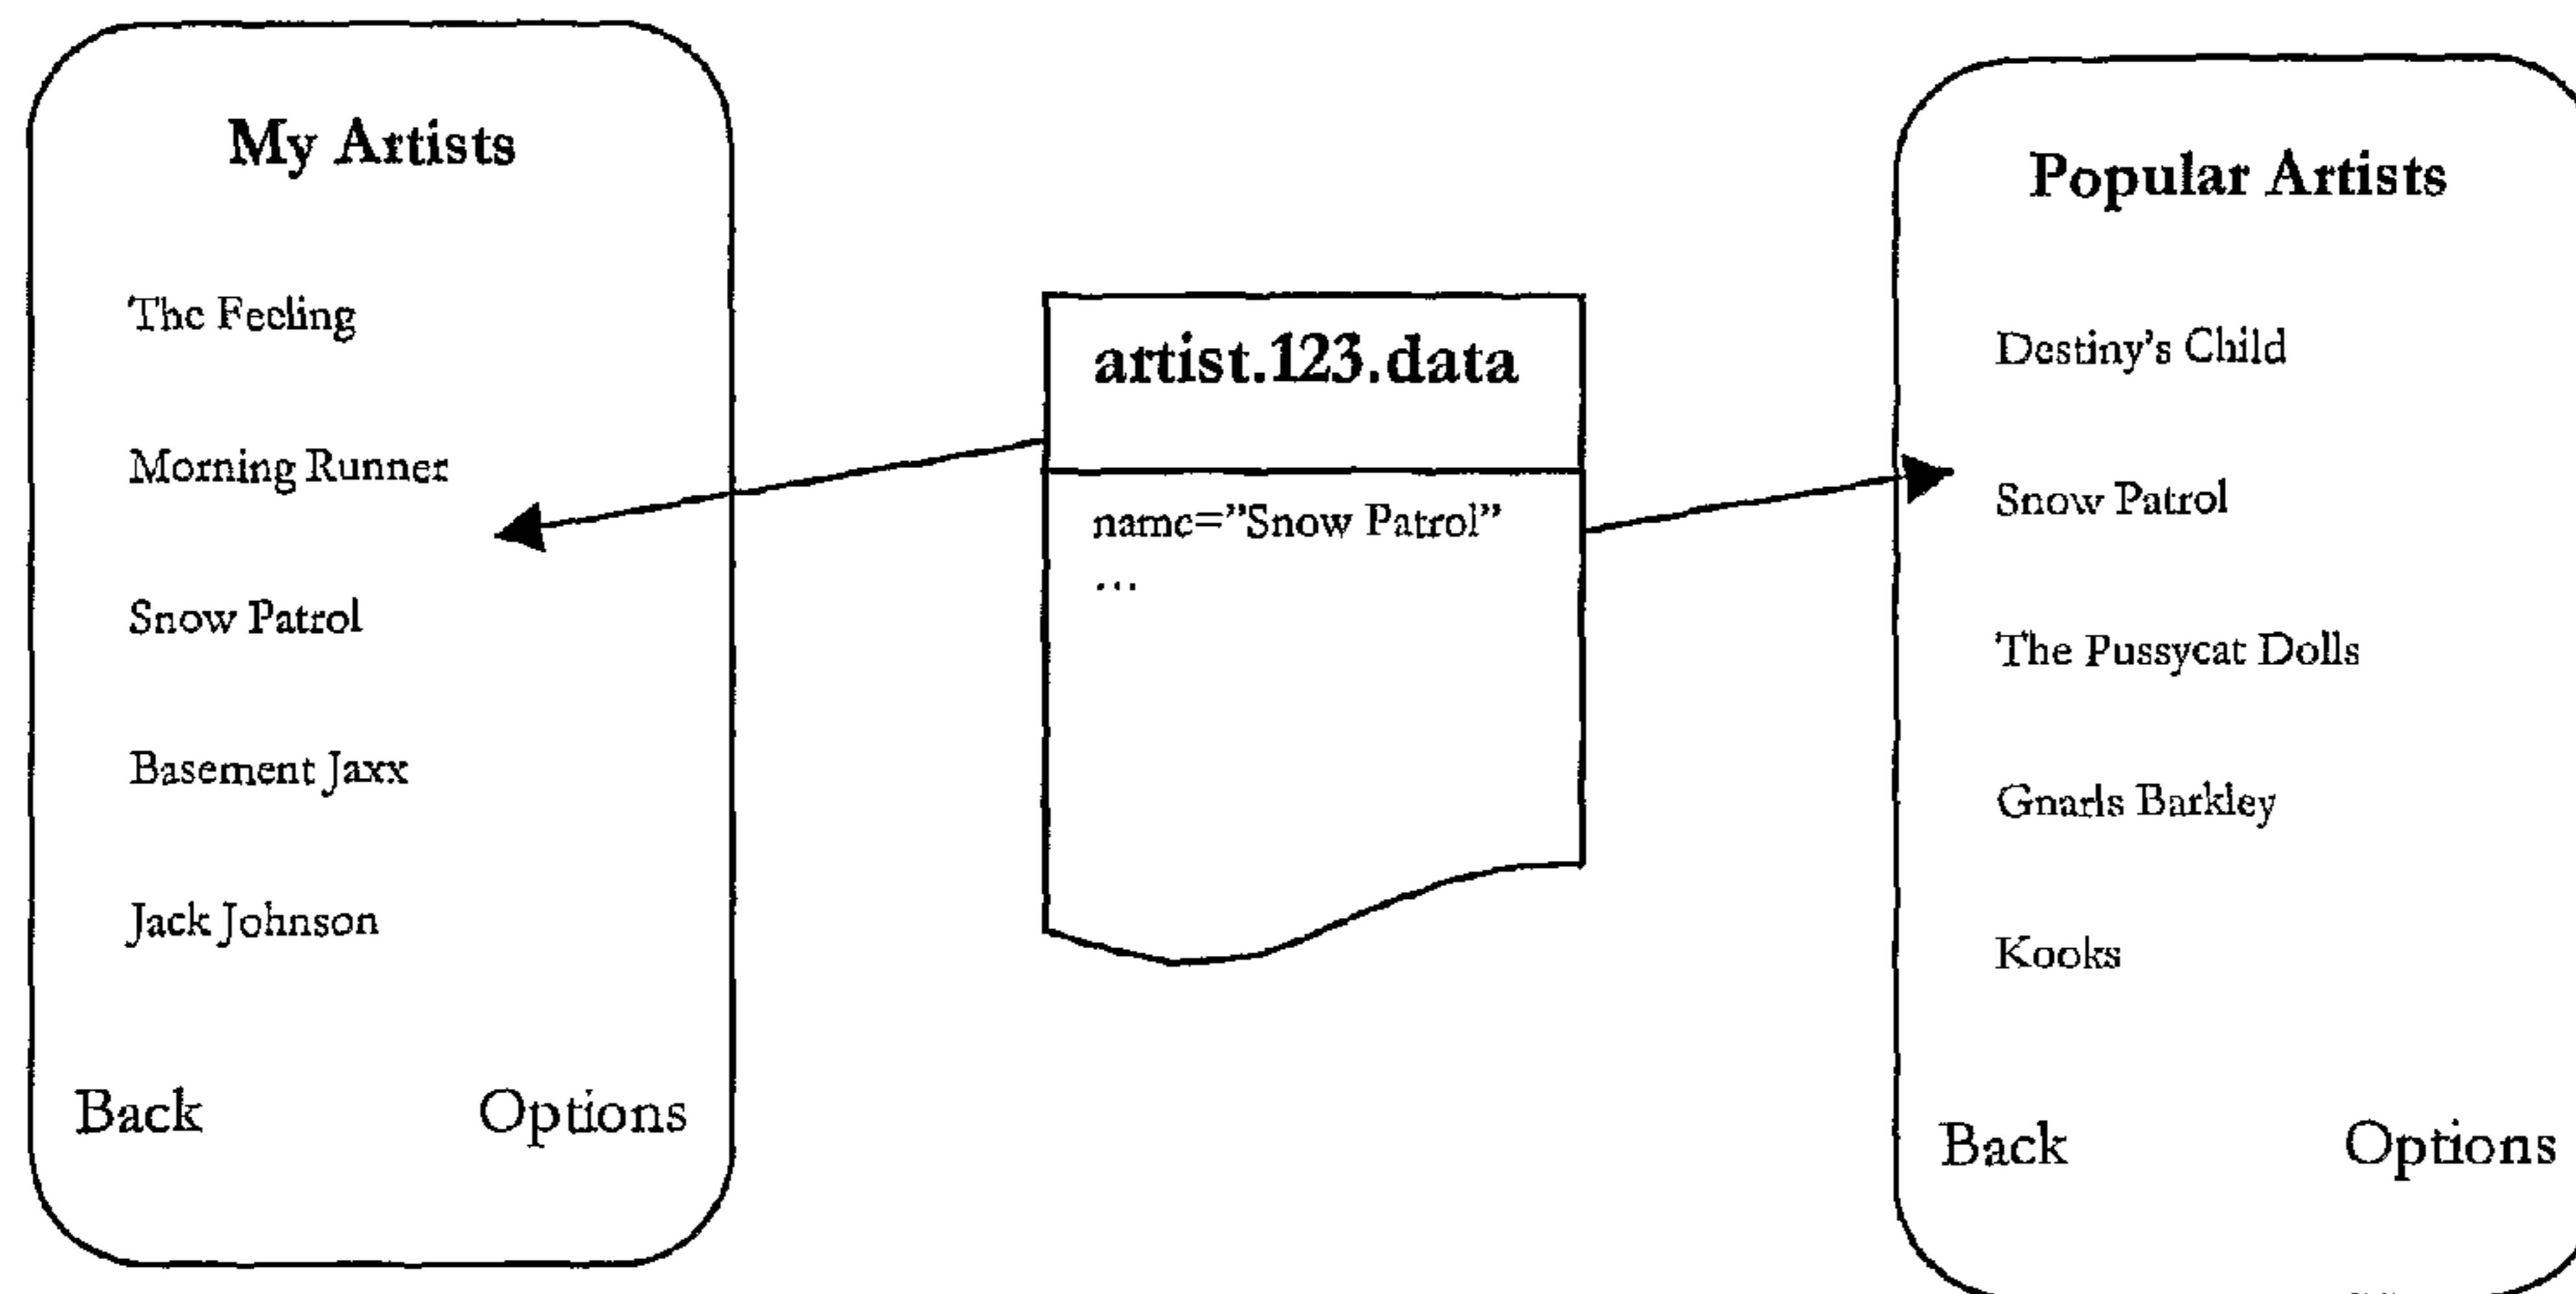 My Artists
The Feeling
Morning Runner
Snow Patrol
Basement Jaxx
Jack Johnson
Back Options
artist.123.data
name=”Snow Patrol”
...
Popular Artists
Destiny's Child
Snow Patrol
The Pussycat Dolls
Gnarls Barkley
Kooks
Back Options